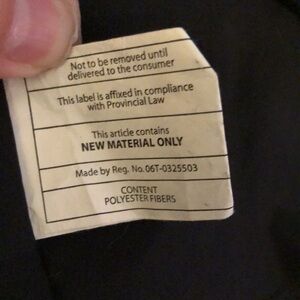 Not to be removed until
delivered to the consumer
This label is affixed in compliance
with Provincial Law
This article contains
NEW MATERIAL ONLY
Made by Reg. No. 06T-0325503
CONTENT
POLYESTER FIBERS